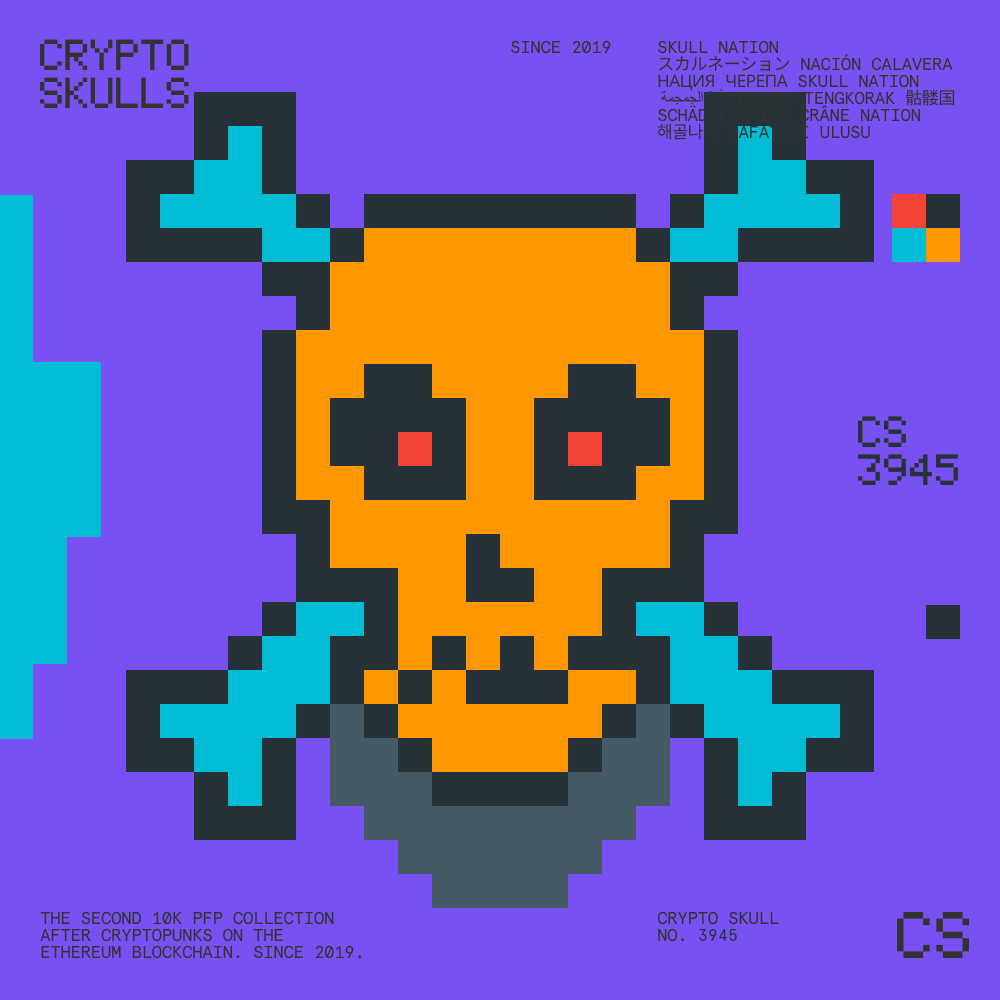 CRYPTO
SKULLS
SINCE 2019
SKULL NATION
スカルネーション NACIÓN CALAVERA
НАЦИЯ ЧЕРЕПА SKULL NATION
الجمجمة TENGKORAK 骷髅国
CRÂNE NATION
해골 ULUSU
CS
3945
THE SECOND 10K PFP COLLECTION
AFTER CRYPTOPUNKS ON THE
ETHEREUM BLOCKCHAIN. SINCE 2019.
CRYPTO SKULL
NO. 3945
CS